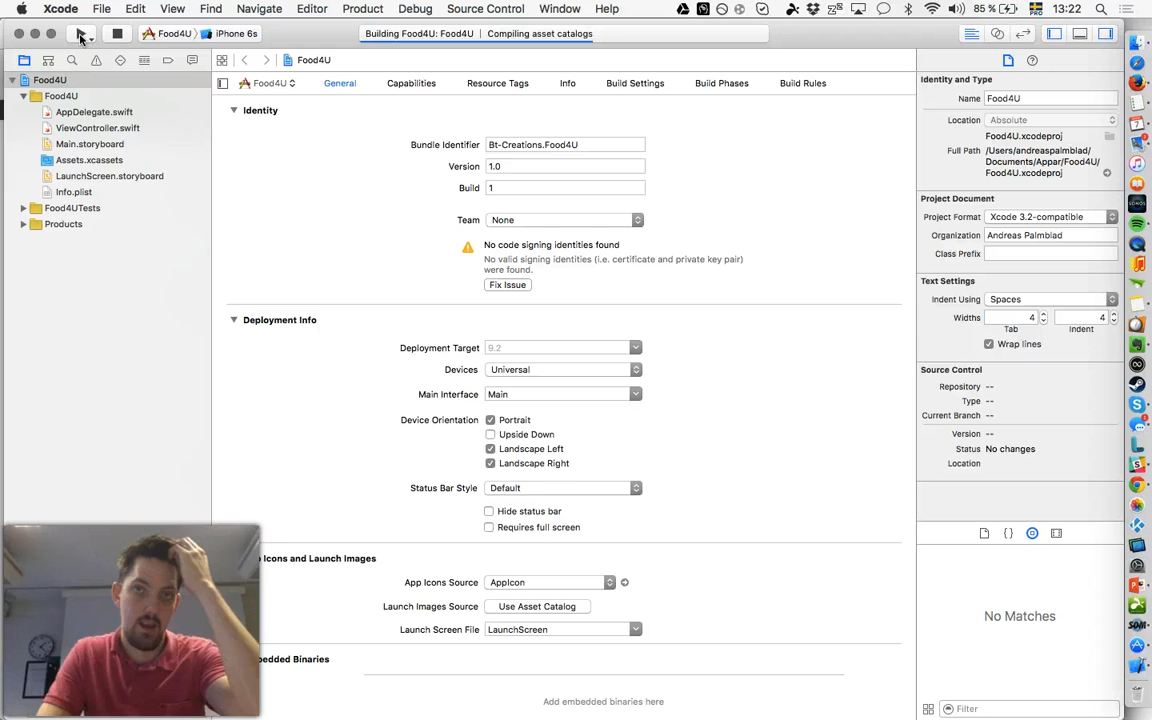 Xcode File Edit View Find Navigate Editor Product Debug Source Control Window Help 85 % 13:22
Food4U iPhone 6s
Building Food4U: Food4U | Compiling asset catalogs
Food4U
Food4U
AppDelegate.swift
ViewController.swift
Main.storyboard
Assets.xcassets
LaunchScreen.storyboard
Info.plist
Food4UTests
Products
Food4U
Food4U General Capabilities Resource Tags Info Build Settings Build Phases Build Rules
Identity
Bundle Identifier Bt-Creations.Food4U
Version 1.0
Build 1
Team None
No code signing identities found
No valid signing identities (i.e. certificate and private key pair)
were found.
Fix Issue
Deployment Info
Deployment Target 9.2
Devices Universal
Main Interface Main
Device Orientation Portrait
Upside Down
Landscape Left
Landscape Right
Status Bar Style Default
Hide status bar
Requires full screen
Icons and Launch Images
App Icons Source AppIcon
Launch Images Source Use Asset Catalog
Launch Screen File LaunchScreen
bedded Binaries
Add embedded binaries here
Identity and Type
Name Food4U
Location Absolute
Food4U.xcodeproj
Full Path /Users/andreaspalmblad/
Documents/Appar/Food4U/
Food4U.xcodeproj
Project Document
Project Format Xcode 3.2-compatible
Organization Andreas Palmblad
Class Prefix
Text Settings
Indent Using Spaces
Widths 4 4
Tab Indent
Wrap lines
Source Control
Repository --
Type --
Current Branch --
Version --
Status No changes
Location
No Matches
Filter